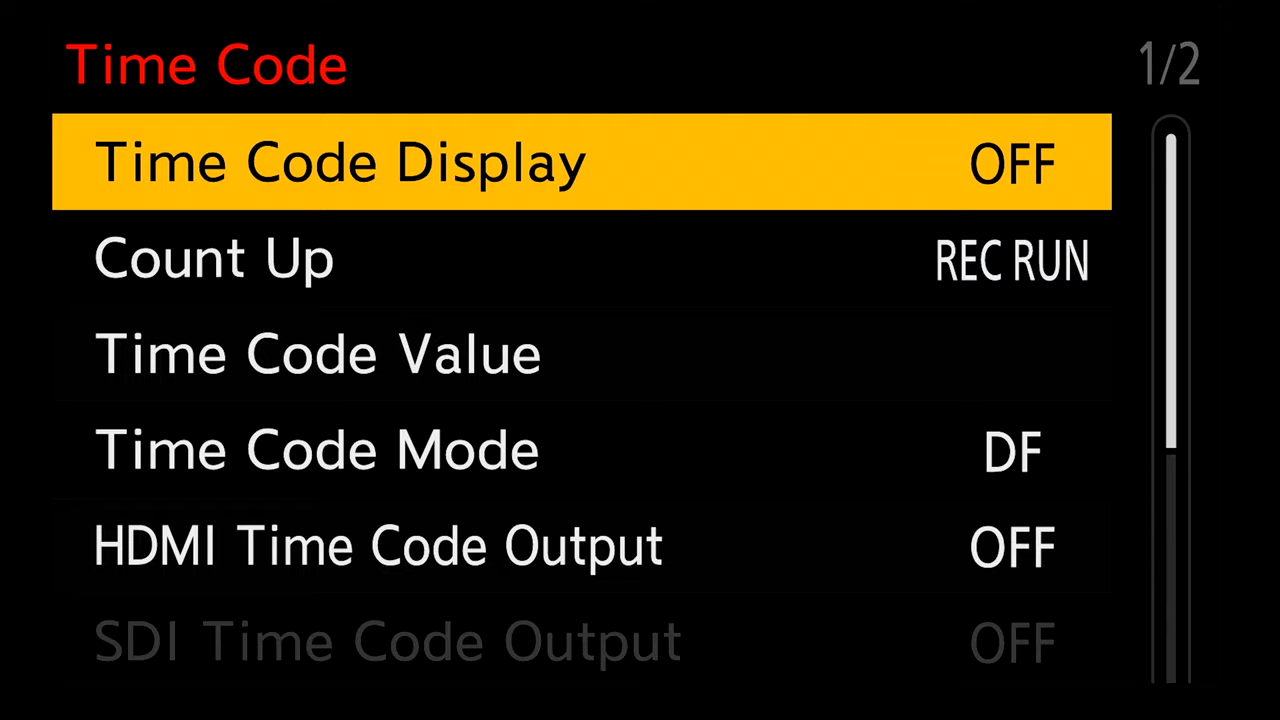 Time Code 1/2
Time Code Display OFF
Count Up REC RUN
Time Code Value
Time Code Mode DF
HDMI Time Code Output OFF
SDI Time Code Output OFF